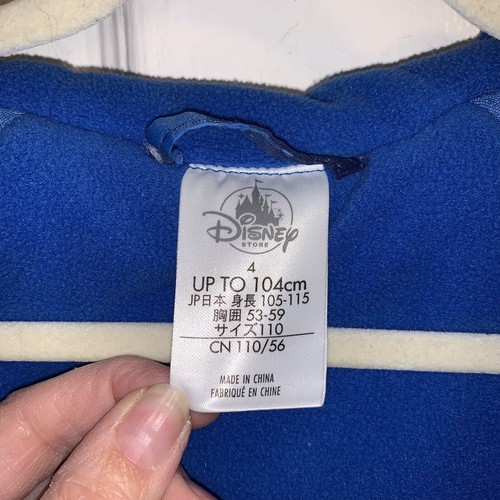 Disney
STORE
4
UP TO 104cm
JP日本 身長 105-115
胸囲 53-59
サイズ110
CN 110/56
MADE IN CHINA
FABRIQUÉ EN CHINE